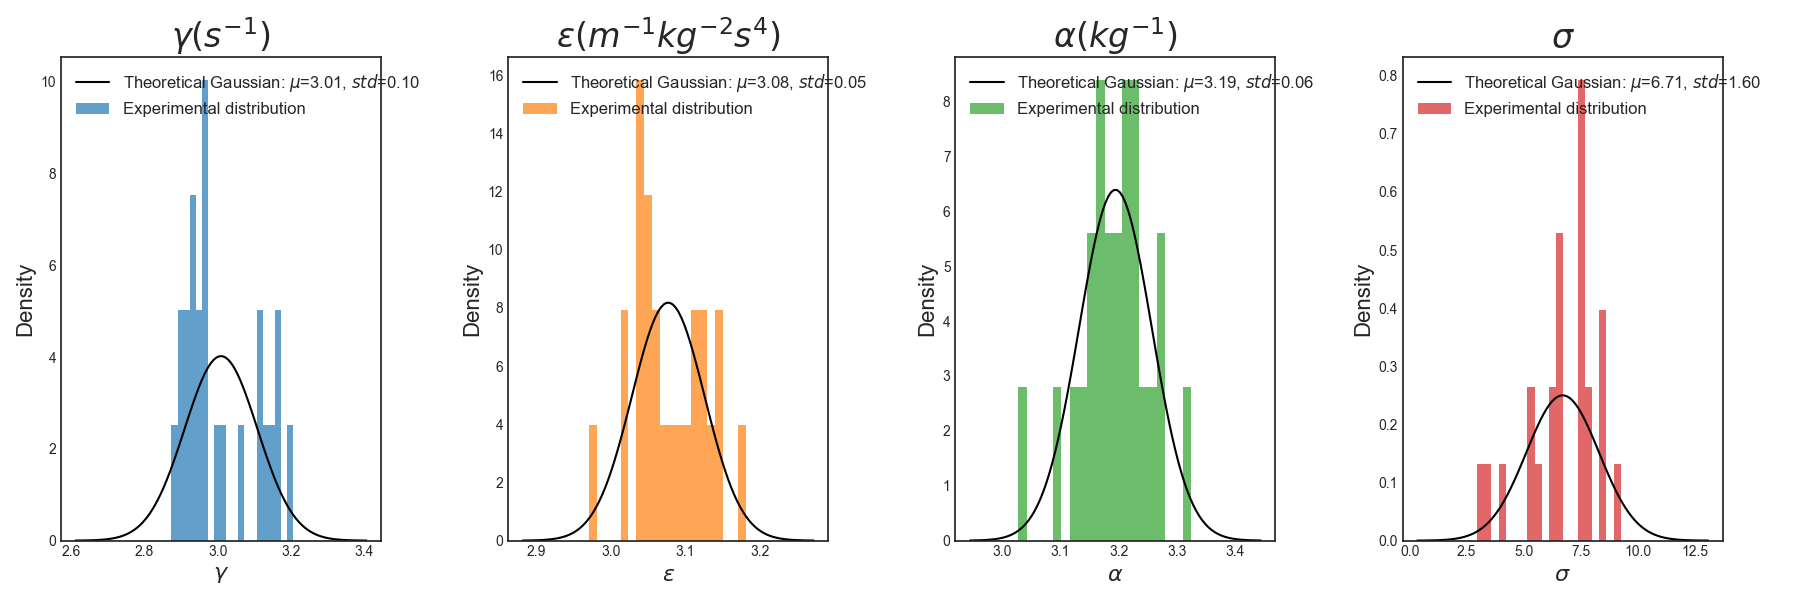 γ(s⁻¹)
Theoretical Gaussian: μ=3.01, std=0.10
Experimental distribution
Density
10
8
6
4
2
0
2.6 2.8 3.0 3.2 3.4
γ
ε(m⁻¹kg⁻²s⁴)
Theoretical Gaussian: μ=3.08, std=0.05
Experimental distribution
Density
16
14
12
10
8
6
4
2
0
2.9 3.0 3.1 3.2
ε
α(kg⁻¹)
Theoretical Gaussian: μ=3.19, std=0.06
Experimental distribution
Density
8
7
6
5
4
3
2
1
0
3.0 3.1 3.2 3.3 3.4
α
σ
Theoretical Gaussian: μ=6.71, std=1.60
Experimental distribution
Density
0.8
0.7
0.6
0.5
0.4
0.3
0.2
0.1
0.0
0.0 2.5 5.0 7.5 10.0 12.5
σ